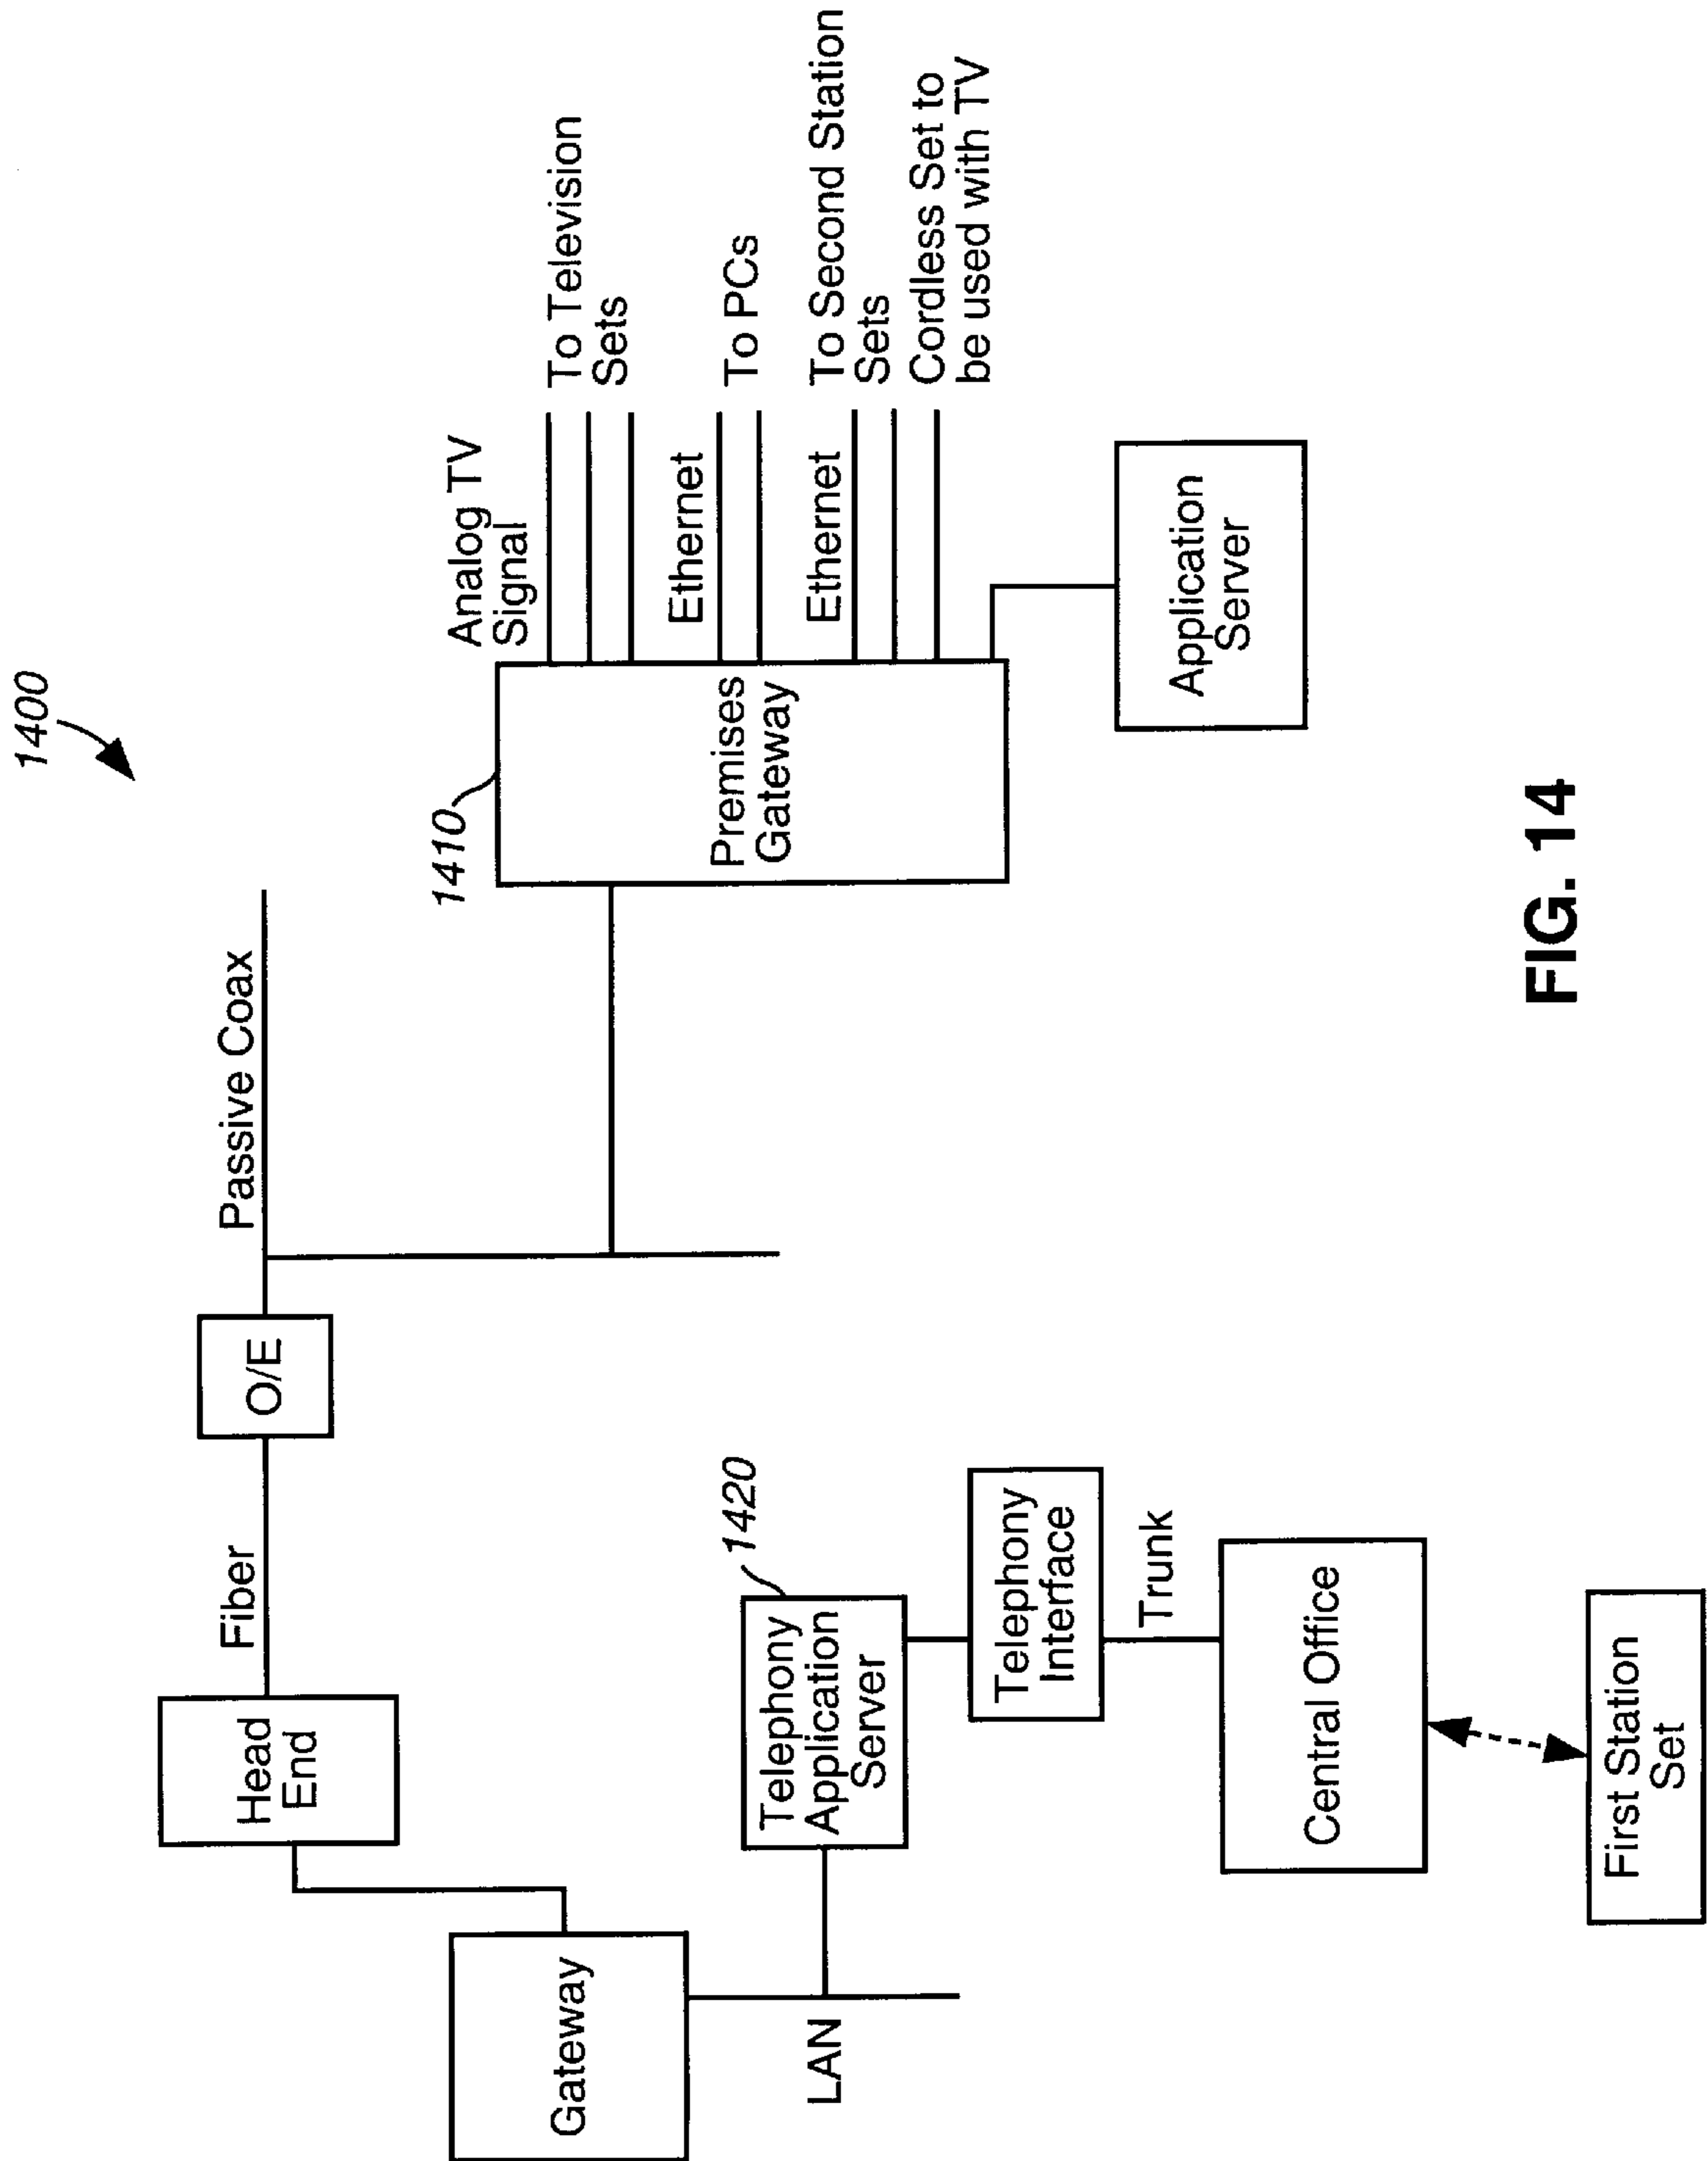 1400
Passive Coax
Fiber
O/E
Head
End
Gateway
LAN
1420
Telephony
Application
Server
Telephony
Interface
Trunk
Central Office
First Station
Set
1410
Premises
Gateway
Analog TV
Signal
To Television
Sets
Ethernet
To PCs
Ethernet
To Second Station
Sets
Cordless Set to
be used with TV
Application
Server
FIG. 14